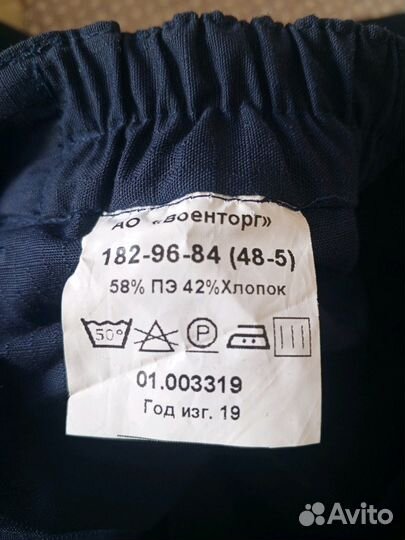 АО «Военторг»
182-96-84 (48-5)
58% ПЭ 42%Хлопок
50° P
01.003319
Год изг. 19
Avito